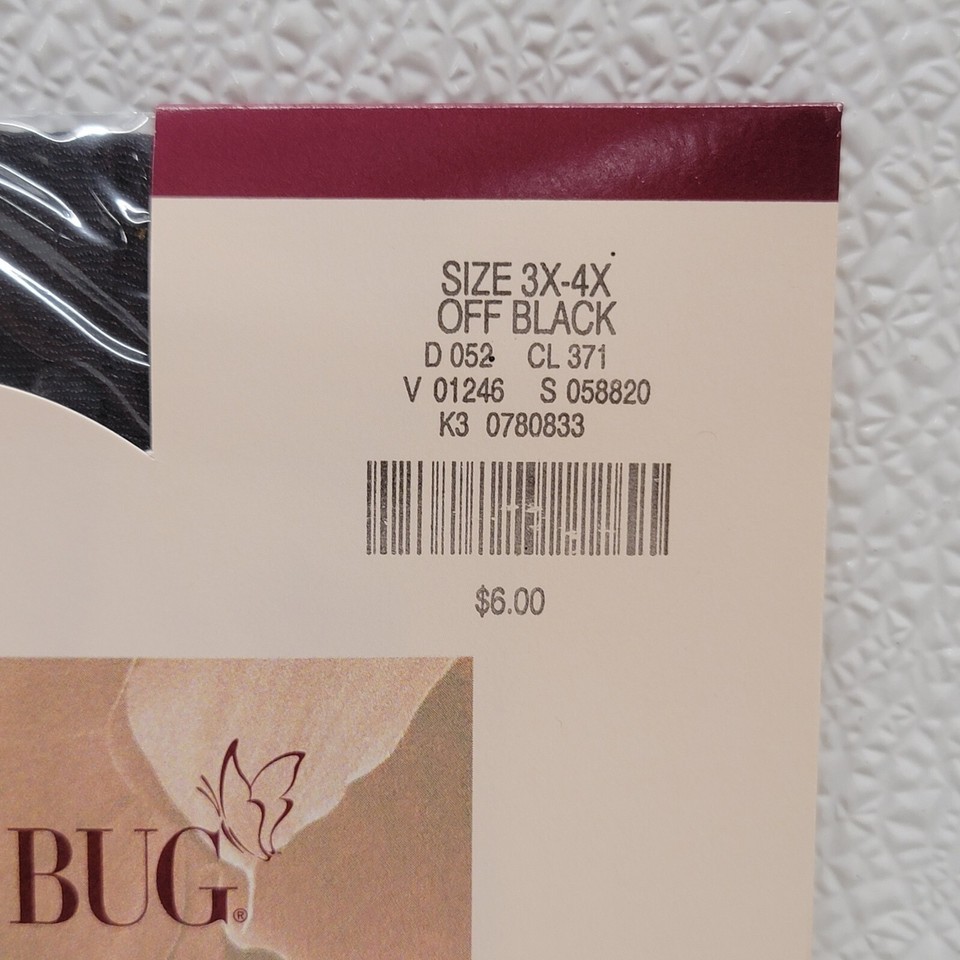 SIZE 3X-4X
OFF BLACK
D 052 CL 371
V 01246 S 058820
K3 0780833
$6.00
BUG®